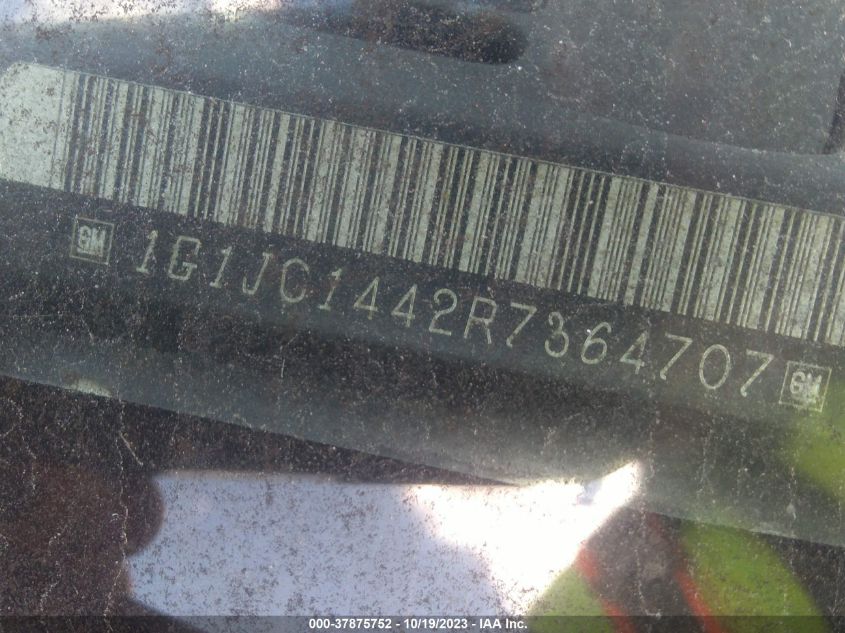 GM 1G1JC1442R7364707 GM
000-37875752 - 10/19/2023 - IAA Inc.